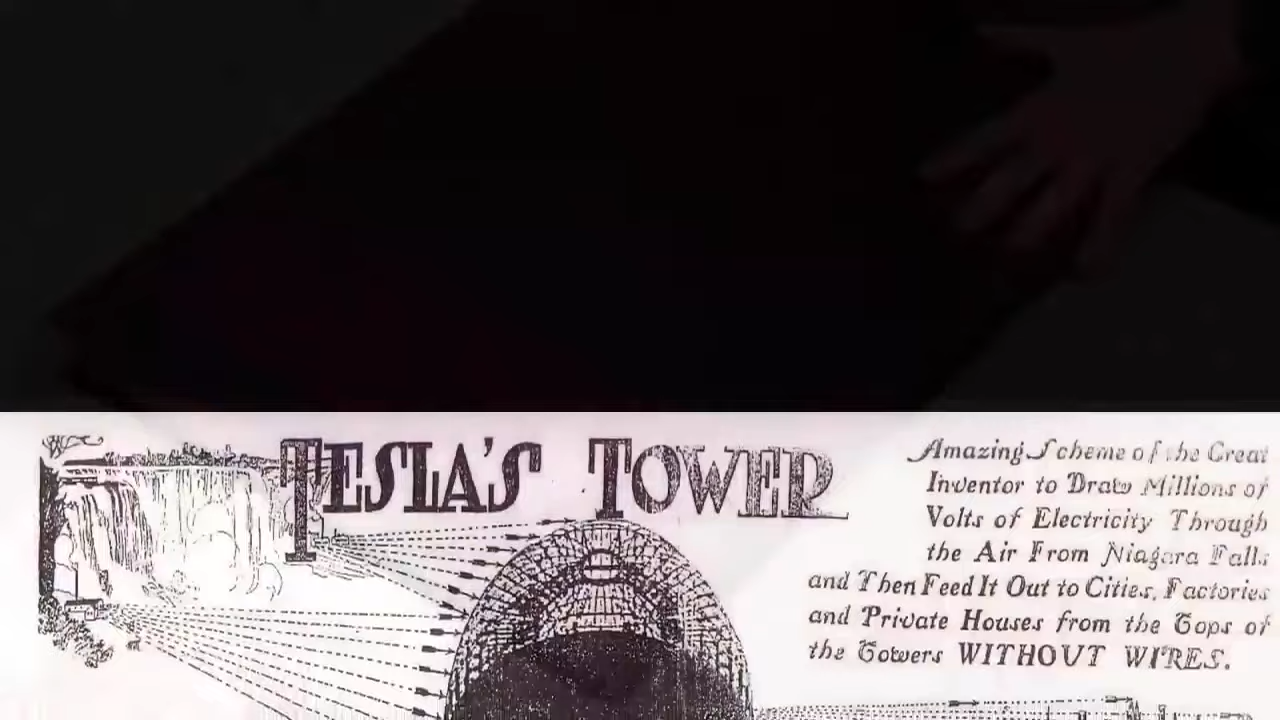 TESLA'S TOWER
Amazing Scheme of the Great
Inventor to Draw Millions of
Volts of Electricity Through
the Air From Niagara Falls
and Then Feed It Out to Cities, Factories
and Private Houses from the Tops of
the Towers WITHOUT WIRES.